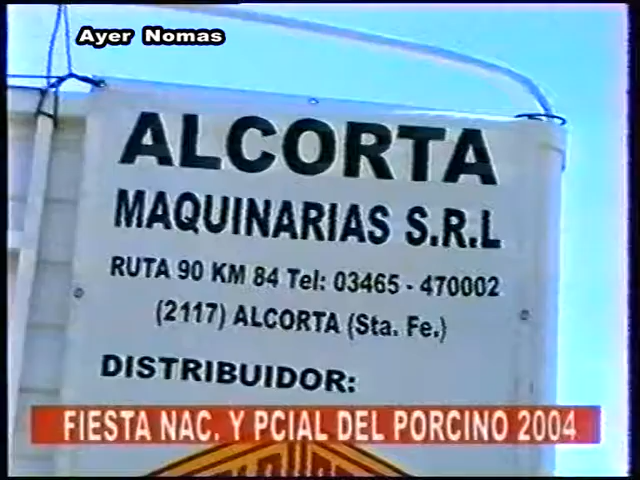 Ayer Nomas
ALCORTA
MAQUINARIAS S.R.L
RUTA 90 KM 84 Tel: 03465 - 470002
(2117) ALCORTA (Sta. Fe.)
DISTRIBUIDOR:
FIESTA NAC. Y PCIAL DEL PORCINO 2004